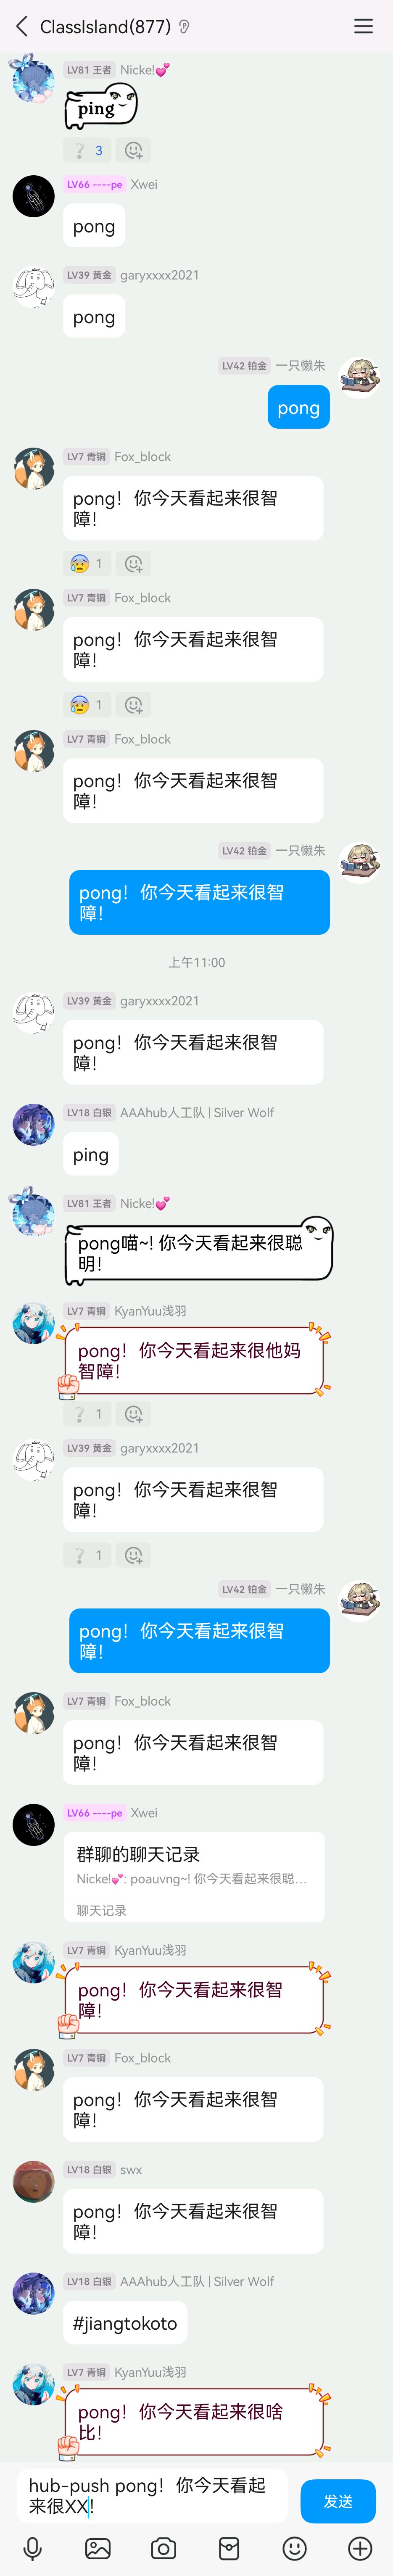 ClassIsland(877)
LV81 王者 Nicke!💕
ping
❔ 3
LV66 ----pe Xwei
pong
LV39 黄金 garyxxxx2021
pong
LV42 铂金 一只懒朱
pong
LV7 青铜 Fox_block
pong！你今天看起来很智
障！
😰 1
LV7 青铜 Fox_block
pong！你今天看起来很智
障！
😰 1
LV7 青铜 Fox_block
pong！你今天看起来很智
障！
LV42 铂金 一只懒朱
pong！你今天看起来很智
障！
上午11:00
LV39 黄金 garyxxxx2021
pong！你今天看起来很智
障！
LV18 白银 AAAhub人工队 | Silver Wolf
ping
LV81 王者 Nicke!💕
pong喵~! 你今天看起来很聪
明！
LV7 青铜 KyanYuu浅羽
pong！你今天看起来很他妈
智障！
❔ 1
LV39 黄金 garyxxxx2021
pong！你今天看起来很智
障！
❔ 1
LV42 铂金 一只懒朱
pong！你今天看起来很智
障！
LV7 青铜 Fox_block
pong！你今天看起来很智
障！
LV66 ----pe Xwei
群聊的聊天记录
Nicke!💕: poauvng~! 你今天看起来很聪...
聊天记录
LV7 青铜 KyanYuu浅羽
pong！你今天看起来很智
障！
LV7 青铜 Fox_block
pong！你今天看起来很智
障！
LV18 白银 swx
pong！你今天看起来很智
障！
LV18 白银 AAAhub人工队 | Silver Wolf
#jiangtokoto
LV7 青铜 KyanYuu浅羽
pong！你今天看起来很啥
比！
hub-push pong！你今天看起
来很XX！
发送